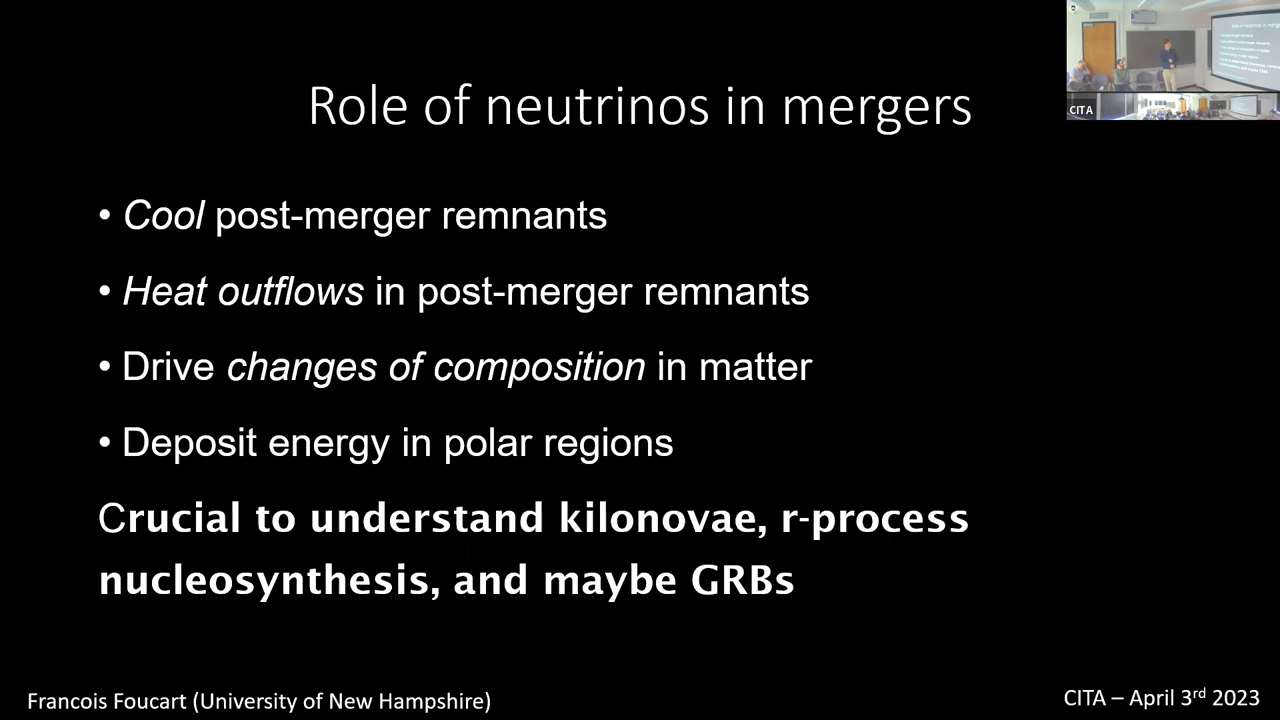 Role of neutrinos in mergers
CITA
• Cool post-merger remnants
• Heat outflows in post-merger remnants
• Drive changes of composition in matter
• Deposit energy in polar regions
Crucial to understand kilonovae, r-process
nucleosynthesis, and maybe GRBs
Francois Foucart (University of New Hampshire)
CITA – April 3rd 2023